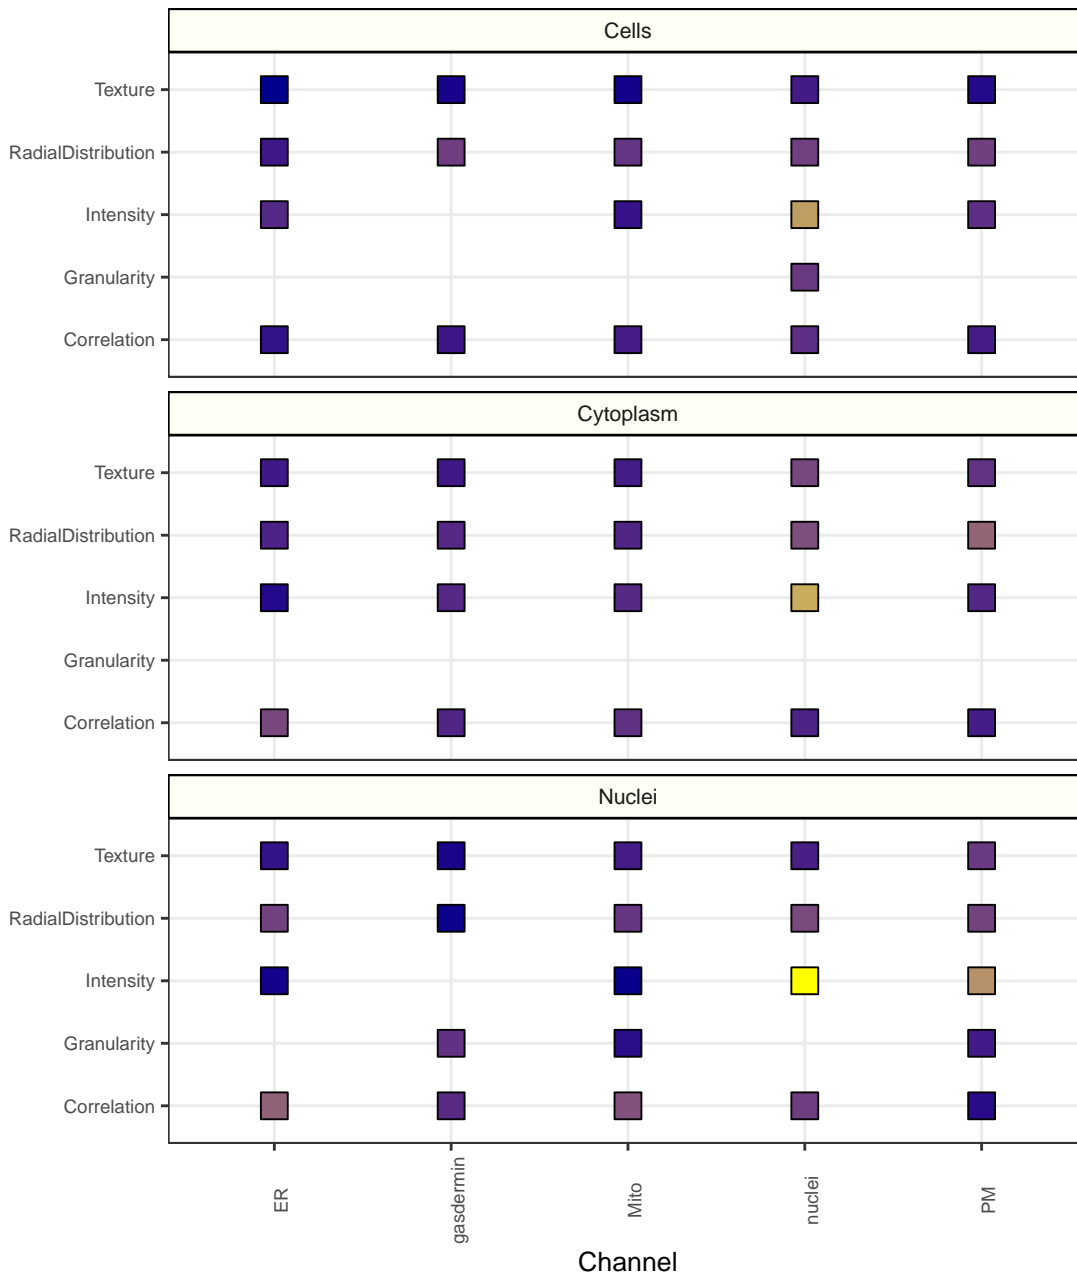 Cells
Texture
RadialDistribution
Intensity
Granularity
Correlation
Cytoplasm
Texture
RadialDistribution
Intensity
Granularity
Correlation
Nuclei
Texture
RadialDistribution
Intensity
Granularity
Correlation
ER
gasdermin
Mito
nuclei
PM
Channel